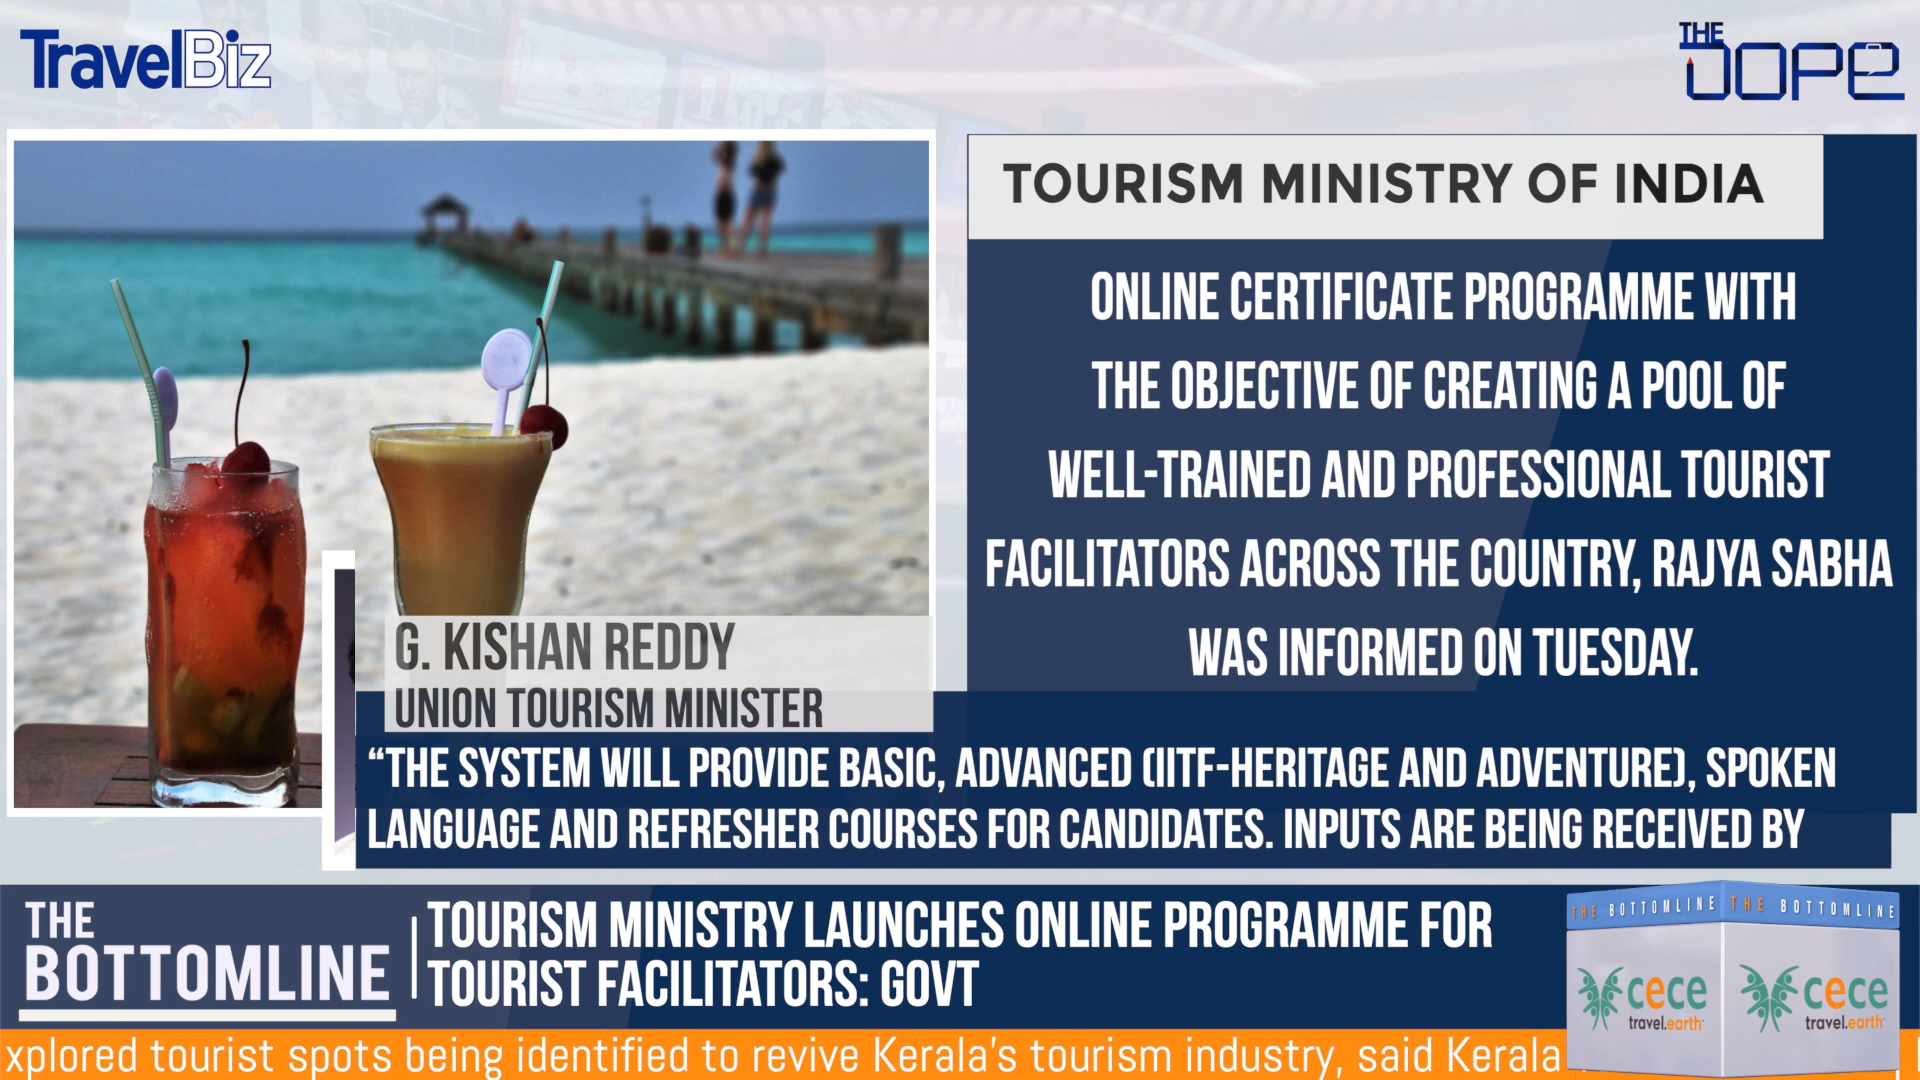 TravelBiz
THE
DOPE
TOURISM MINISTRY OF INDIA
ONLINE CERTIFICATE PROGRAMME WITH
THE OBJECTIVE OF CREATING A POOL OF
WELL-TRAINED AND PROFESSIONAL TOURIST
FACILITATORS ACROSS THE COUNTRY, RAJYA SABHA
WAS INFORMED ON TUESDAY.
G. KISHAN REDDY
UNION TOURISM MINISTER
“THE SYSTEM WILL PROVIDE BASIC, ADVANCED (IITF-HERITAGE AND ADVENTURE), SPOKEN
LANGUAGE AND REFRESHER COURSES FOR CANDIDATES. INPUTS ARE BEING RECEIVED BY
THE
BOTTOMLINE
TOURISM MINISTRY LAUNCHES ONLINE PROGRAMME FOR
TOURIST FACILITATORS: GOVT
THE BOTTOMLINE THE BOTTOMLINE
cece
travel.earth
cece
travel.earth
xplored tourist spots being identified to revive Kerala’s tourism industry, said Kerala